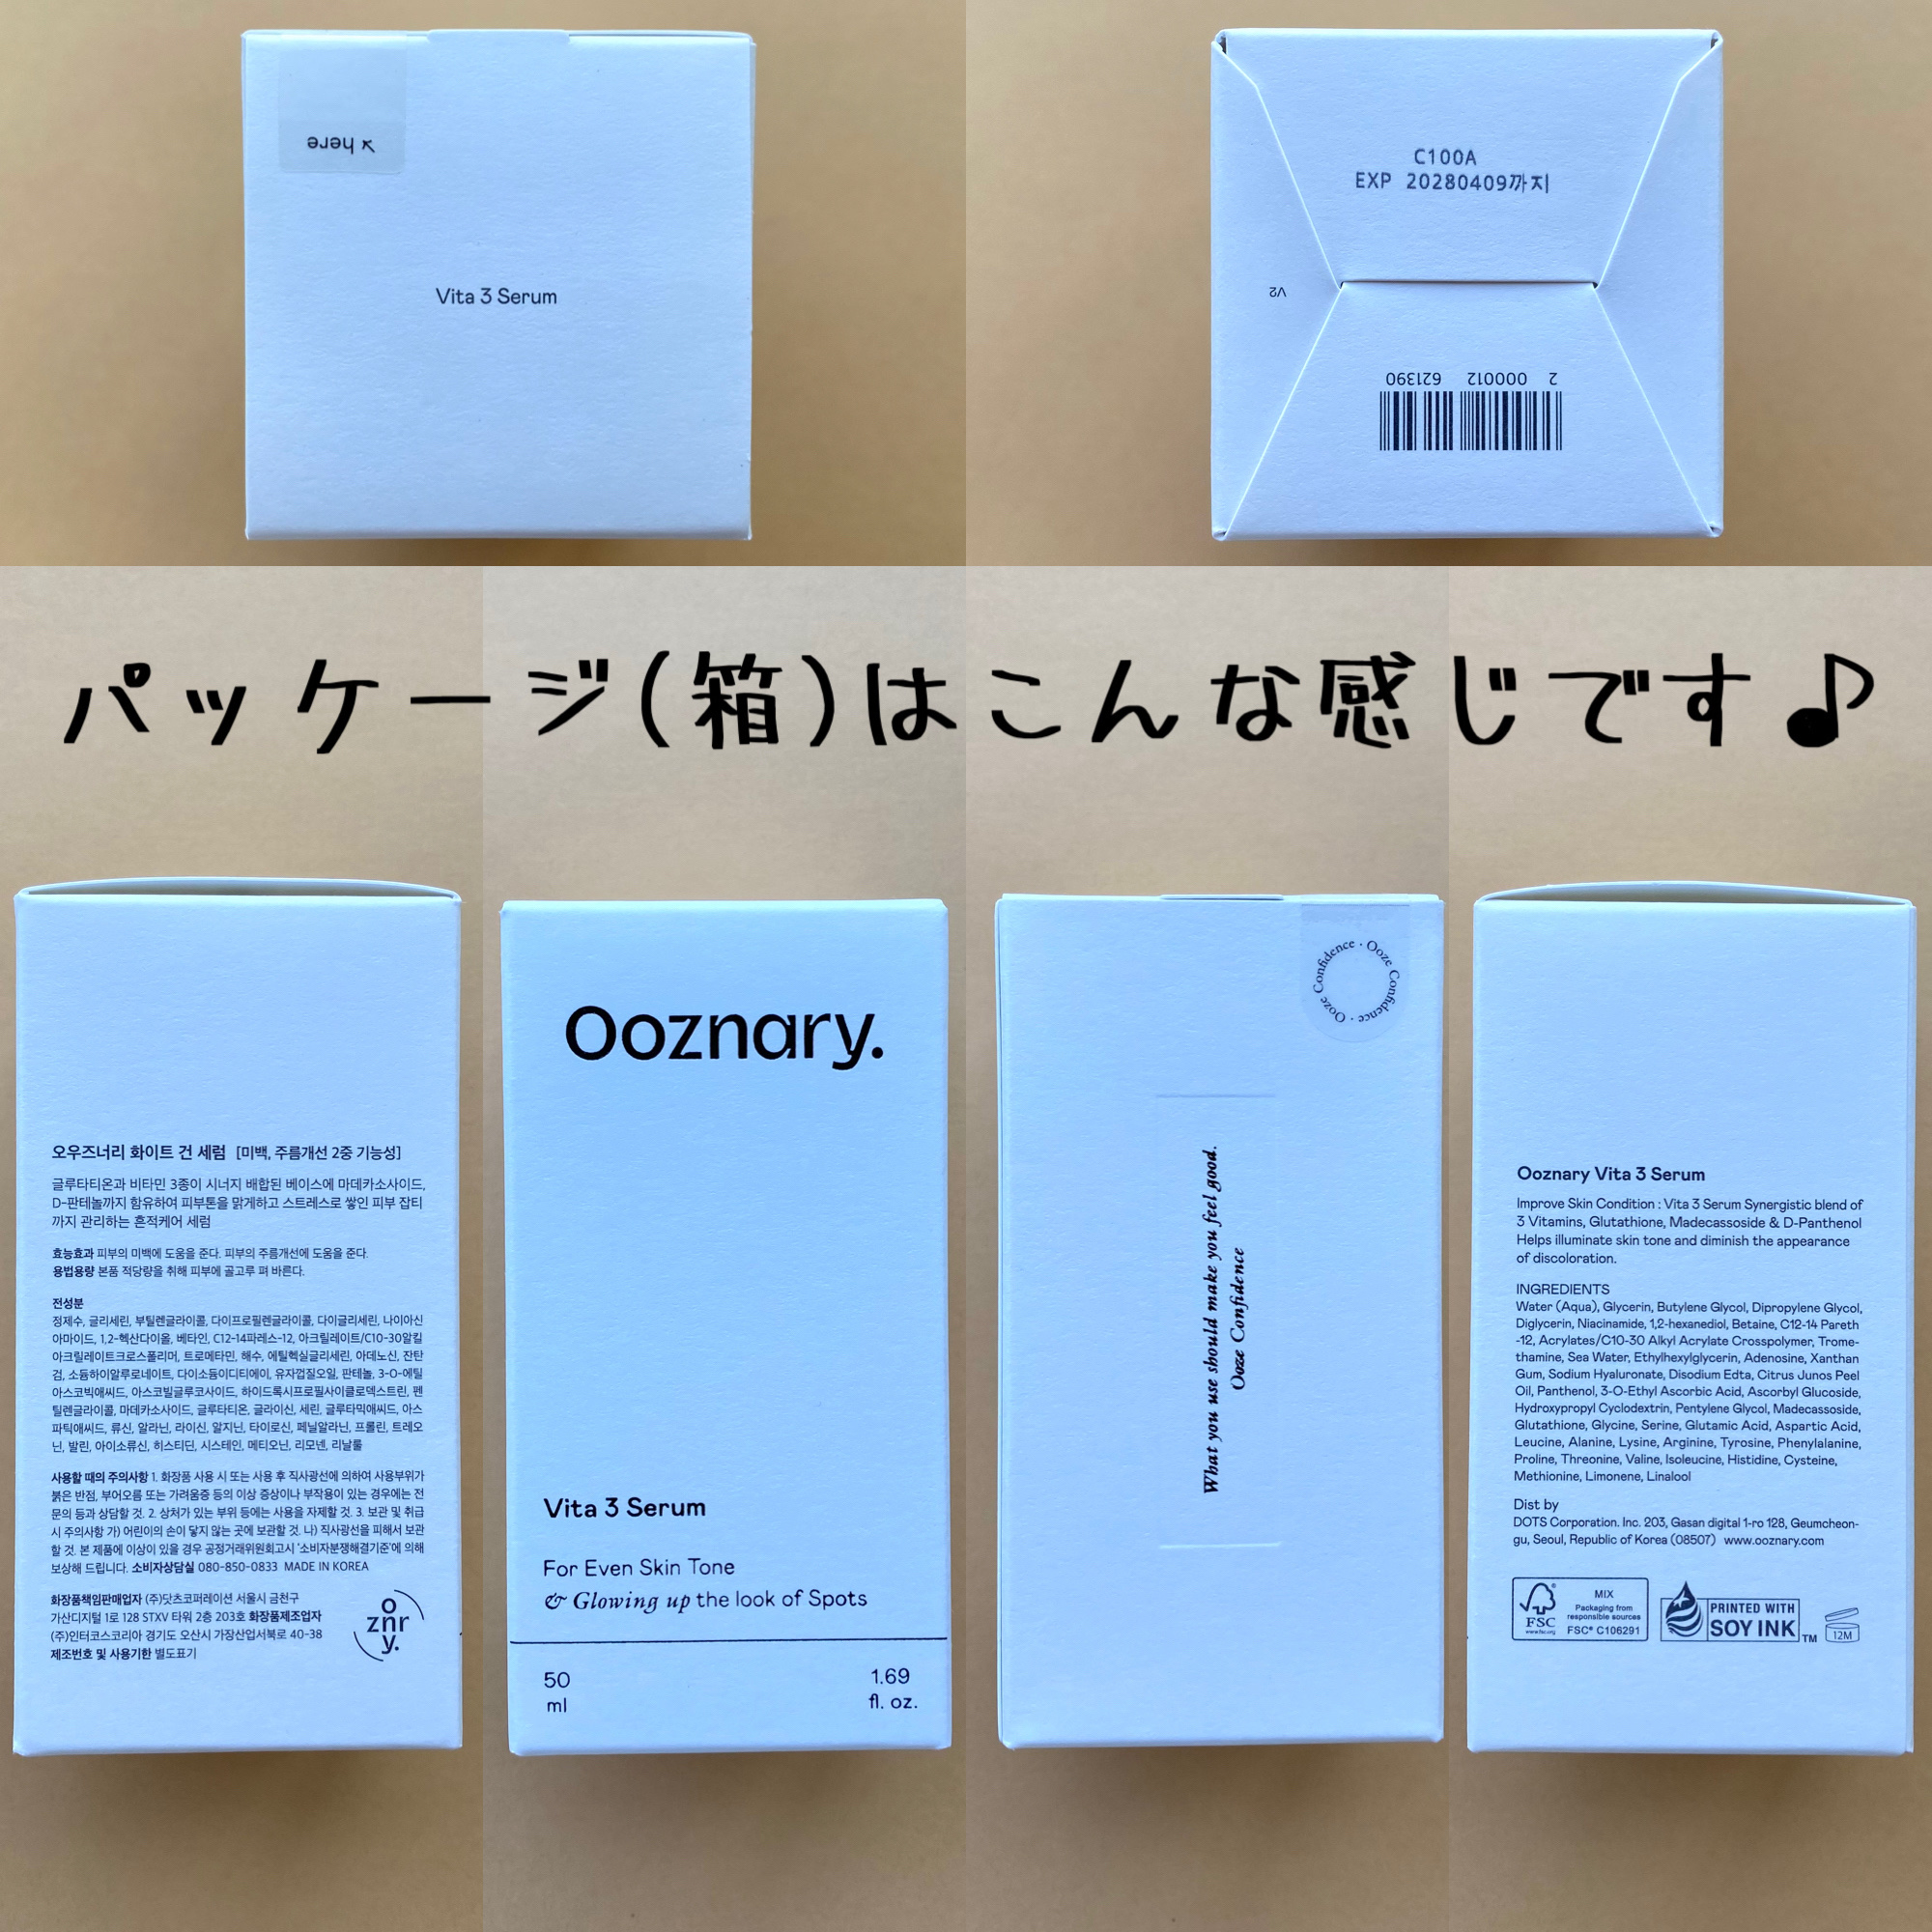 ↗ here
Vita 3 Serum
C100A
EXP 20280409까지
V2
2 000012 621390
パッケージ(箱)はこんな感じです♪
오우즈너리 화이트 건 세럼 [미백, 주름개선 2중 기능성]
글루타티온과 비타민 3종이 시너지 배합된 베이스에 마데카소사이드,
D-판테놀까지 함유하여 피부톤을 맑게하고 스트레스로 쌓인 피부 잡티
까지 관리하는 흔적케어 세럼
효능효과 피부의 미백에 도움을 준다. 피부의 주름개선에 도움을 준다.
용법용량 본품 적당량을 취해 피부에 골고루 펴 바른다.
전성분
정제수, 글리세린, 부틸렌글라이콜, 다이프로필렌글라이콜, 다이글리세린, 나이아신
아마이드, 1,2-헥산다이올, 베타인, C12-14파레스-12, 아크릴레이트/C10-30알킬
아크릴레이트크로스폴리머, 트로메타민, 해수, 에틸헥실글리세린, 아데노신, 잔탄
검, 소듐하이알루로네이트, 다이소듐이디티에이, 유자껍질오일, 판테놀, 3-O-에틸
아스코빅애씨드, 아스코빌글루코사이드, 하이드록시프로필사이클로덱스트린, 펜
틸렌글라이콜, 마데카소사이드, 글루타티온, 글라이신, 세린, 글루타믹애씨드, 아스
파틱애씨드, 류신, 알라닌, 라이신, 알지닌, 타이로신, 페닐알라닌, 프롤린, 트레오
닌, 발린, 아이소류신, 히스티딘, 시스테인, 메티오닌, 리모넨, 리날룰
사용할 때의 주의사항 1. 화장품 사용 시 또는 사용 후 직사광선에 의하여 사용부위가
붉은 반점, 부어오름 또는 가려움증 등의 이상 증상이나 부작용이 있는 경우에는 전
문의 등과 상담할 것. 2. 상처가 있는 부위 등에는 사용을 자제할 것. 3. 보관 및 취급
시 주의사항 가) 어린이의 손이 닿지 않는 곳에 보관할 것. 나) 직사광선을 피해서 보관
할 것. 본 제품에 이상이 있을 경우 공정거래위원회고시 '소비자분쟁해결기준'에 의해
보상해 드립니다. 소비자상담실 080-850-0833 MADE IN KOREA
화장품책임판매업자 (주)닷츠코퍼레이션 서울시 금천구
가산디지털 1로 128 STXV 타워 2층 203호 화장품제조업자
(주)인터코스코리아 경기도 오산시 가장산업서북로 40-38
제조번호 및 사용기한 별도표기
o
znr
y.
Ooznary.
Vita 3 Serum
For Even Skin Tone
& Glowing up the look of Spots
50
ml
1.69
fl. oz.
Ooze Confidence · Ooze Confidence ·
What you use should make you feel good.
Ooze Confidence
Ooznary Vita 3 Serum
Improve Skin Condition : Vita 3 Serum Synergistic blend of
3 Vitamins, Glutathione, Madecassoside & D-Panthenol
Helps illuminate skin tone and diminish the appearance
of discoloration.
INGREDIENTS
Water (Aqua), Glycerin, Butylene Glycol, Dipropylene Glycol,
Diglycerin, Niacinamide, 1,2-hexanediol, Betaine, C12-14 Pareth
-12, Acrylates/C10-30 Alkyl Acrylate Crosspolymer, Trome-
thamine, Sea Water, Ethylhexylglycerin, Adenosine, Xanthan
Gum, Sodium Hyaluronate, Disodium Edta, Citrus Junos Peel
Oil, Panthenol, 3-O-Ethyl Ascorbic Acid, Ascorbyl Glucoside,
Hydroxypropyl Cyclodextrin, Pentylene Glycol, Madecassoside,
Glutathione, Glycine, Serine, Glutamic Acid, Aspartic Acid,
Leucine, Alanine, Lysine, Arginine, Tyrosine, Phenylalanine,
Proline, Threonine, Valine, Isoleucine, Histidine, Cysteine,
Methionine, Limonene, Linalool
Dist by
DOTS Corporation. Inc. 203, Gasan digital 1-ro 128, Geumcheon-
gu, Seoul, Republic of Korea (08507) www.ooznary.com
FSC
www.fsc.org
MIX
Packaging from
responsible sources
FSC® C106291
PRINTED WITH
SOY INK™
12M